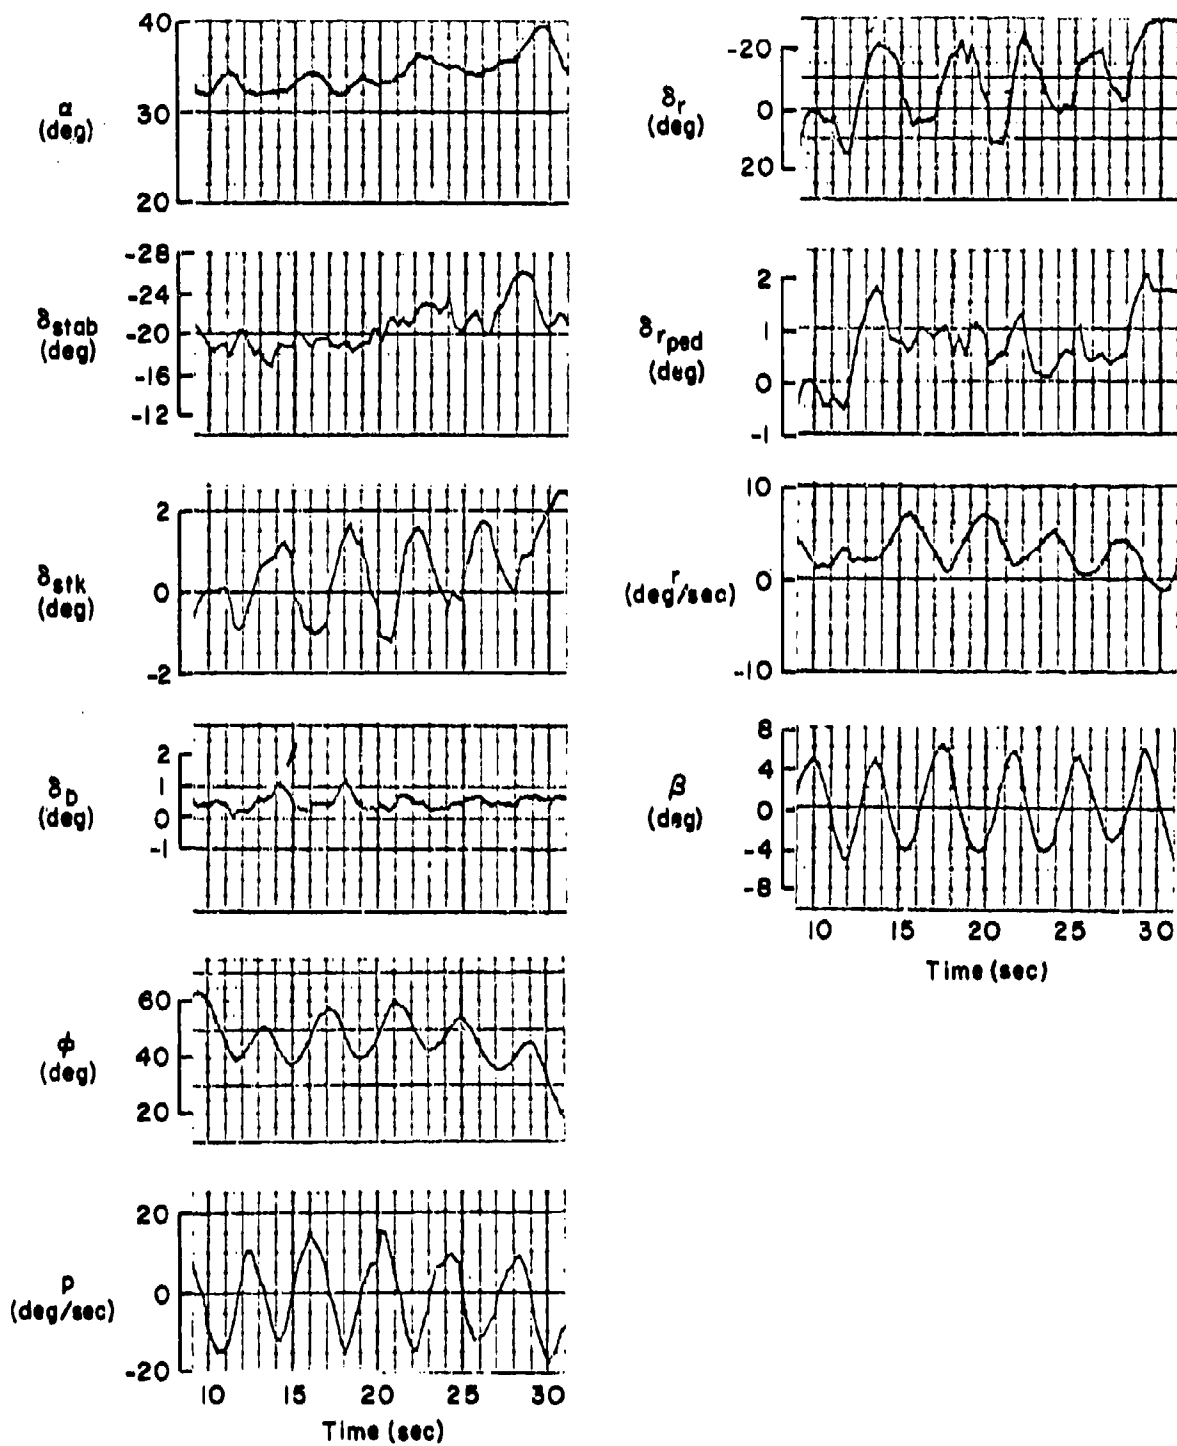 40
α
(deg)
30
20
-28
-24
δstab
(deg)
-20
-16
-12
2
δstk
(deg)
0
-2
2
1
δD
(deg)
0
-1
60
φ
(deg)
40
20
20
p
(deg/sec)
0
-20
10 15 20 25 30
Time (sec)
-20
δr
(deg)
0
20
2
δrped
(deg)
1
0
-1
10
r
(deg/sec)
0
-10
8
β
(deg)
4
0
-4
-8
10 15 20 25 30
Time (sec)